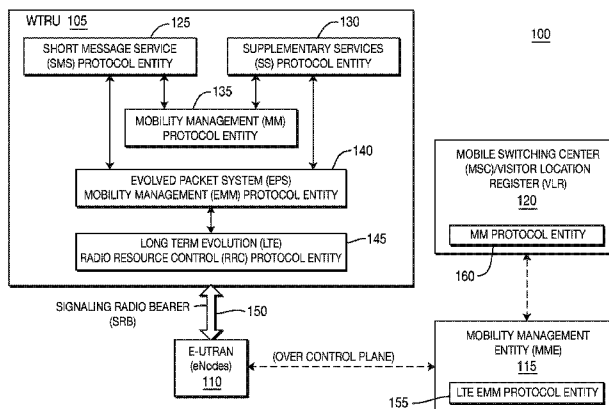 WTRU 105
125
130
100
SHORT MESSAGE SERVICE
(SMS) PROTOCOL ENTITY
SUPPLEMENTARY SERVICES
(SS) PROTOCOL ENTITY
135
MOBILITY MANAGEMENT (MM)
PROTOCOL ENTITY
140
EVOLVED PACKET SYSTEM (EPS)
MOBILITY MANAGEMENT (EMM) PROTOCOL ENTITY
145
LONG TERM EVOLUTION (LTE)
RADIO RESOURCE CONTROL (RRC) PROTOCOL ENTITY
MOBILE SWITCHING CENTER
(MSC)/VISITOR LOCATION
REGISTER (VLR)
120
MM PROTOCOL ENTITY
160
SIGNALING RADIO BEARER
(SRB)
150
E-UTRAN
(eNodes)
110
(OVER CONTROL PLANE)
MOBILITY MANAGEMENT
ENTITY (MME)
115
155
LTE EMM PROTOCOL ENTITY